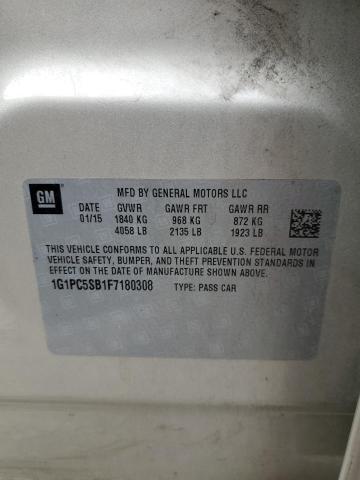 GM
MFD BY GENERAL MOTORS LLC
DATE GVWR GAWR FRT GAWR RR
01/15 1840 KG 968 KG 872 KG
4058 LB 2135 LB 1923 LB
THIS VEHICLE CONFORMS TO ALL APPLICABLE U.S. FEDERAL MOTOR
VEHICLE SAFETY, BUMPER, AND THEFT PREVENTION STANDARDS IN
EFFECT ON THE DATE OF MANUFACTURE SHOWN ABOVE.
1G1PC5SB1F7180308 TYPE: PASS CAR